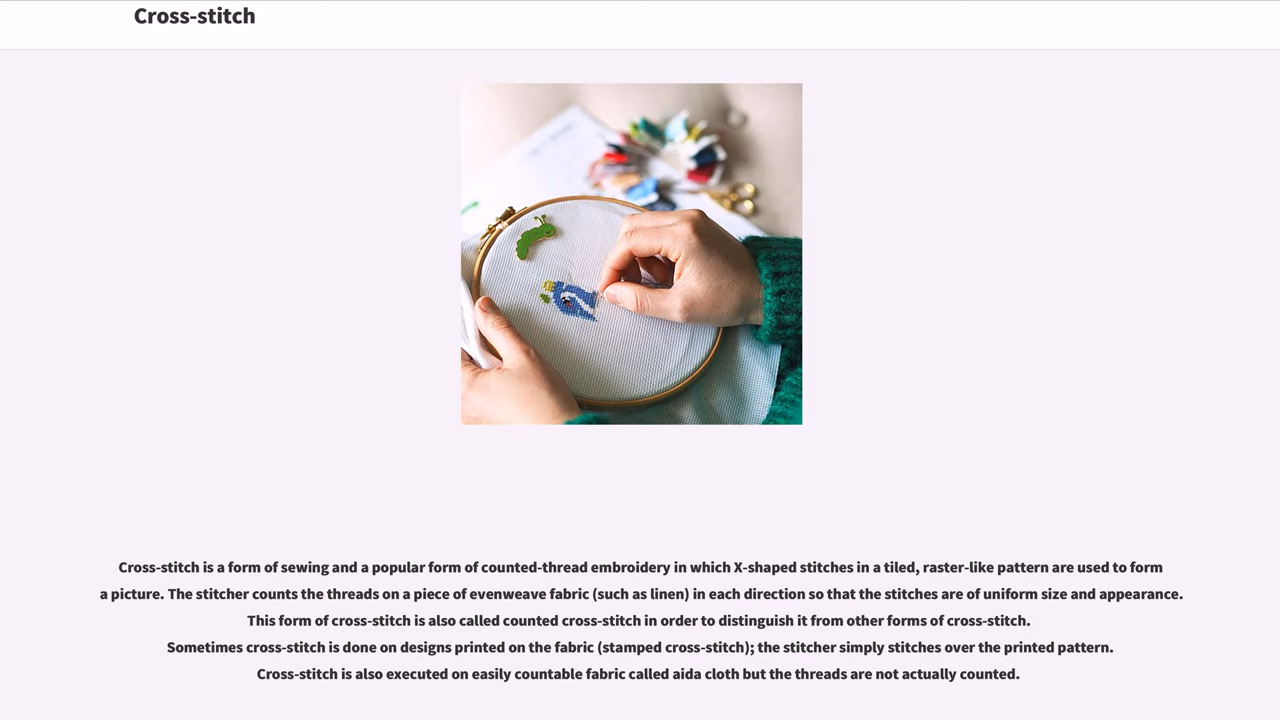 Cross-stitch
Cross-stitch is a form of sewing and a popular form of counted-thread embroidery in which X-shaped stitches in a tiled, raster-like pattern are used to form
a picture. The stitcher counts the threads on a piece of evenweave fabric (such as linen) in each direction so that the stitches are of uniform size and appearance.
This form of cross-stitch is also called counted cross-stitch in order to distinguish it from other forms of cross-stitch.
Sometimes cross-stitch is done on designs printed on the fabric (stamped cross-stitch); the stitcher simply stitches over the printed pattern.
Cross-stitch is also executed on easily countable fabric called aida cloth but the threads are not actually counted.